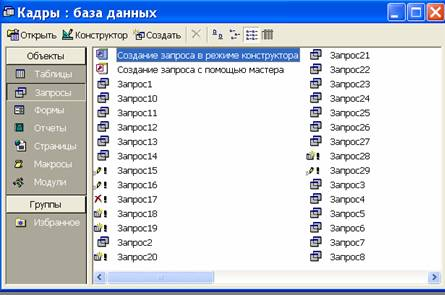 Кадры : база данных
Открыть Конструктор Создать
Объекты
Таблицы
Запросы
Формы
Отчеты
Страницы
Макросы
Модули
Группы
Избранное
Создание запроса в режиме конструктора
Создание запроса с помощью мастера
Запрос1
Запрос10
Запрос11
Запрос12
Запрос13
Запрос14
Запрос15
Запрос16
Запрос17
Запрос18
Запрос19
Запрос2
Запрос20
Запрос21
Запрос22
Запрос23
Запрос24
Запрос25
Запрос26
Запрос27
Запрос28
Запрос29
Запрос3
Запрос4
Запрос5
Запрос6
Запрос7
Запрос8